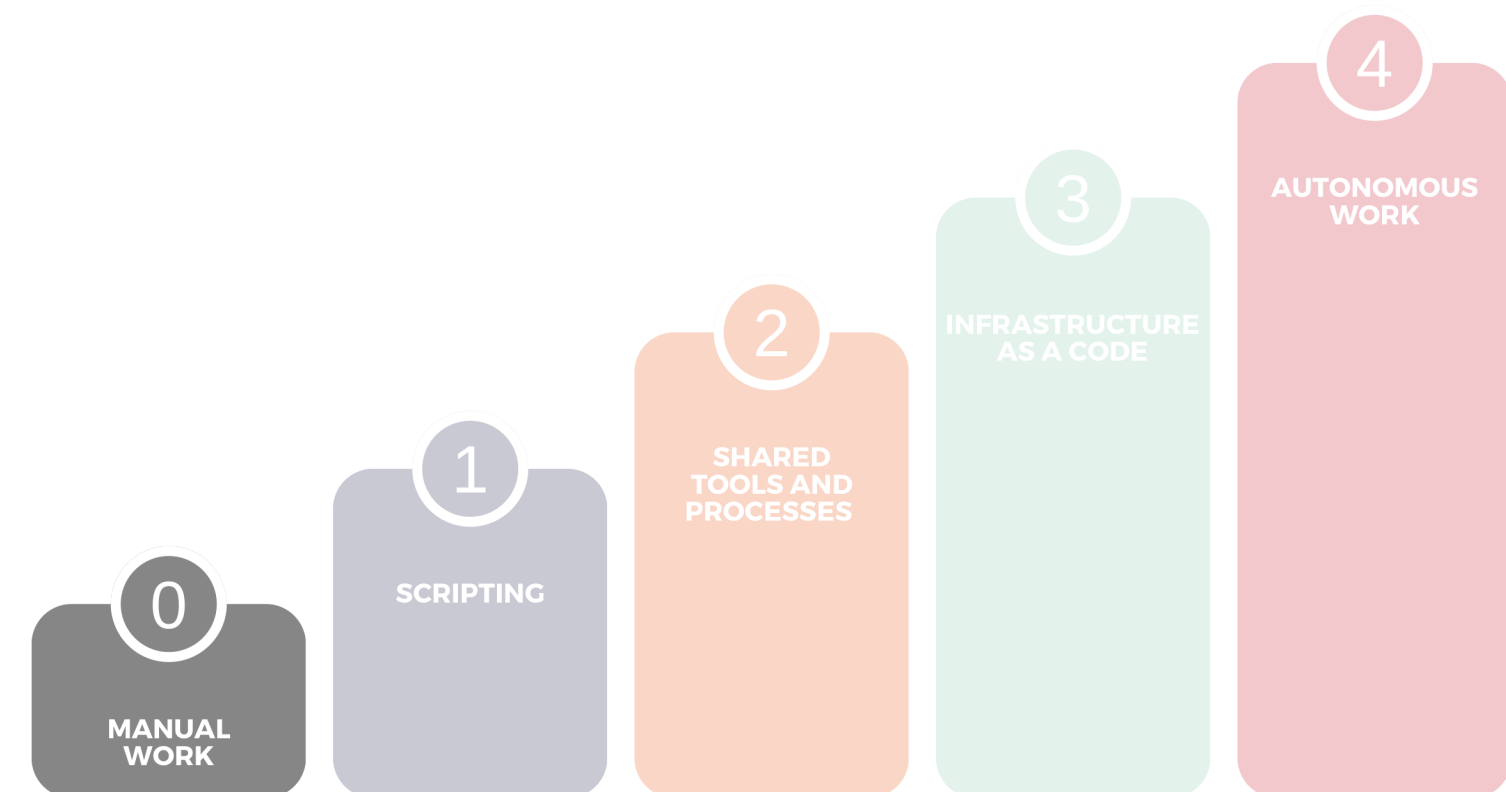 0
MANUAL
WORK
1
SCRIPTING
2
SHARED
TOOLS AND
PROCESSES
3
INFRASTRUCTURE
AS A CODE
4
AUTONOMOUS
WORK